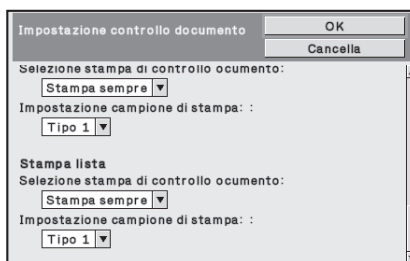 Impostazione controllo documento
OK
Cancella
Selezione stampa di controllo ocumento:
Stampa sempre
Impostazione campione di stampa: :
Tipo 1
Stampa lista
Selezione stampa di controllo ocumento:
Stampa sempre
Impostazione campione di stampa: :
Tipo 1